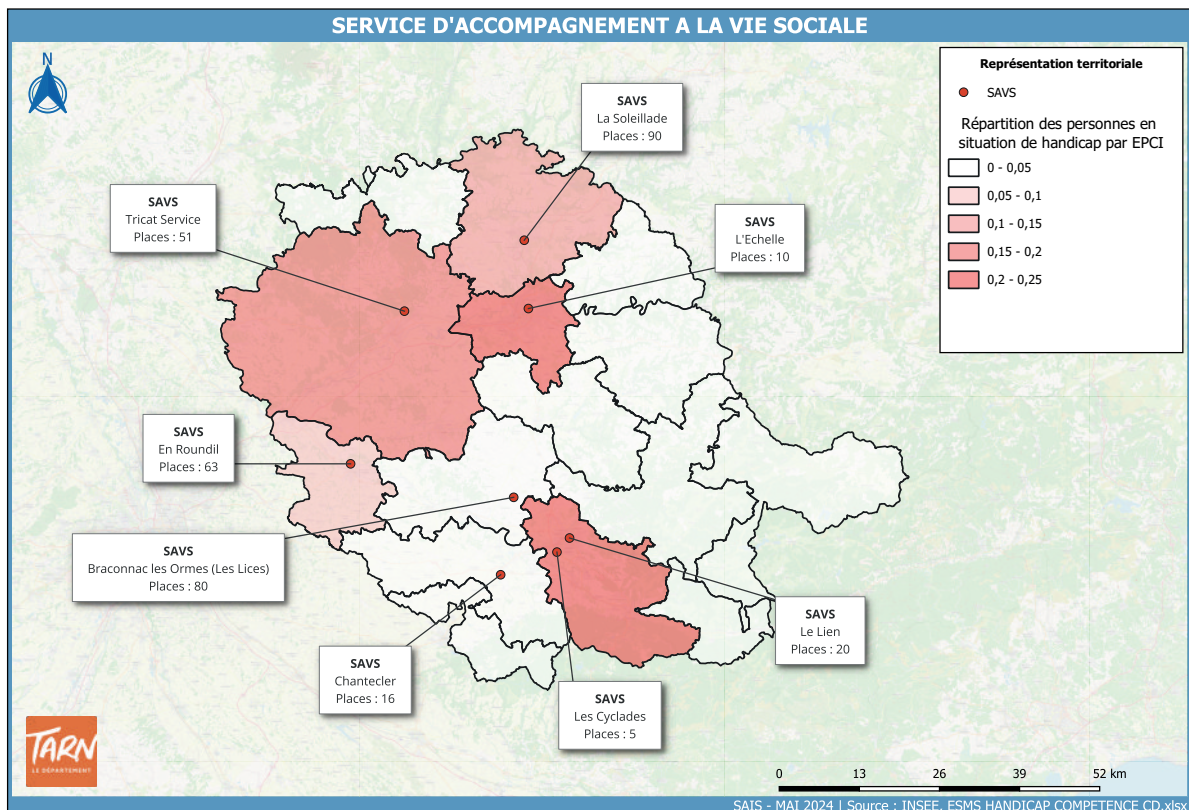 SERVICE D'ACCOMPAGNEMENT A LA VIE SOCIALE
N
Représentation territoriale
SAVS
Répartition des personnes en
situation de handicap par EPCI
0 - 0,05
0,05 - 0,1
0,1 - 0,15
0,15 - 0,2
0,2 - 0,25
SAVS
La Soleillade
Places : 90
SAVS
Tricat Service
Places : 51
SAVS
L'Echelle
Places : 10
SAVS
En Roundil
Places : 63
SAVS
Braconnac les Ormes (Les Lices)
Places : 80
SAVS
Le Lien
Places : 20
SAVS
Chantecler
Places : 16
SAVS
Les Cyclades
Places : 5
TARN
LE DÉPARTEMENT
0 13 26 39 52 km
SAIS - MAI 2024 | Source : INSEE, ESMS HANDICAP COMPETENCE CD.xlsx